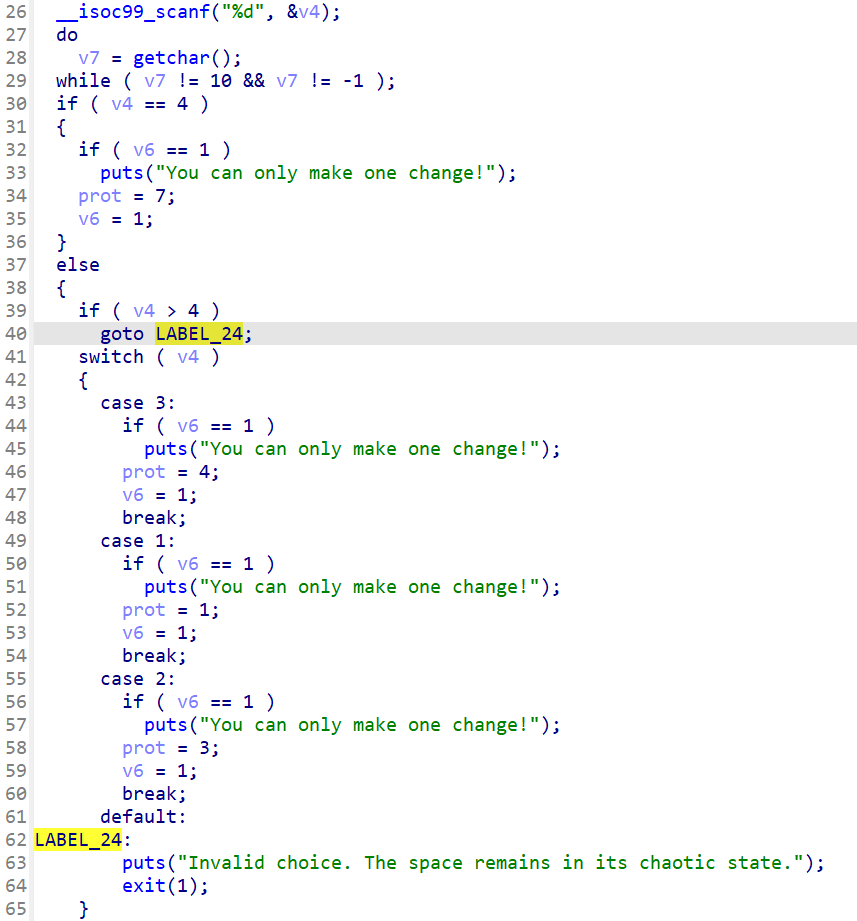 26 __isoc99_scanf("%d", &v4);
27 do
28 v7 = getchar();
29 while ( v7 != 10 && v7 != -1 );
30 if ( v4 == 4 )
31 {
32 if ( v6 == 1 )
33 puts("You can only make one change!");
34 prot = 7;
35 v6 = 1;
36 }
37 else
38 {
39 if ( v4 > 4 )
40 goto LABEL_24;
41 switch ( v4 )
42 {
43 case 3:
44 if ( v6 == 1 )
45 puts("You can only make one change!");
46 prot = 4;
47 v6 = 1;
48 break;
49 case 1:
50 if ( v6 == 1 )
51 puts("You can only make one change!");
52 prot = 1;
53 v6 = 1;
54 break;
55 case 2:
56 if ( v6 == 1 )
57 puts("You can only make one change!");
58 prot = 3;
59 v6 = 1;
60 break;
61 default:
62 LABEL_24:
63 puts("Invalid choice. The space remains in its chaotic state.");
64 exit(1);
65 }